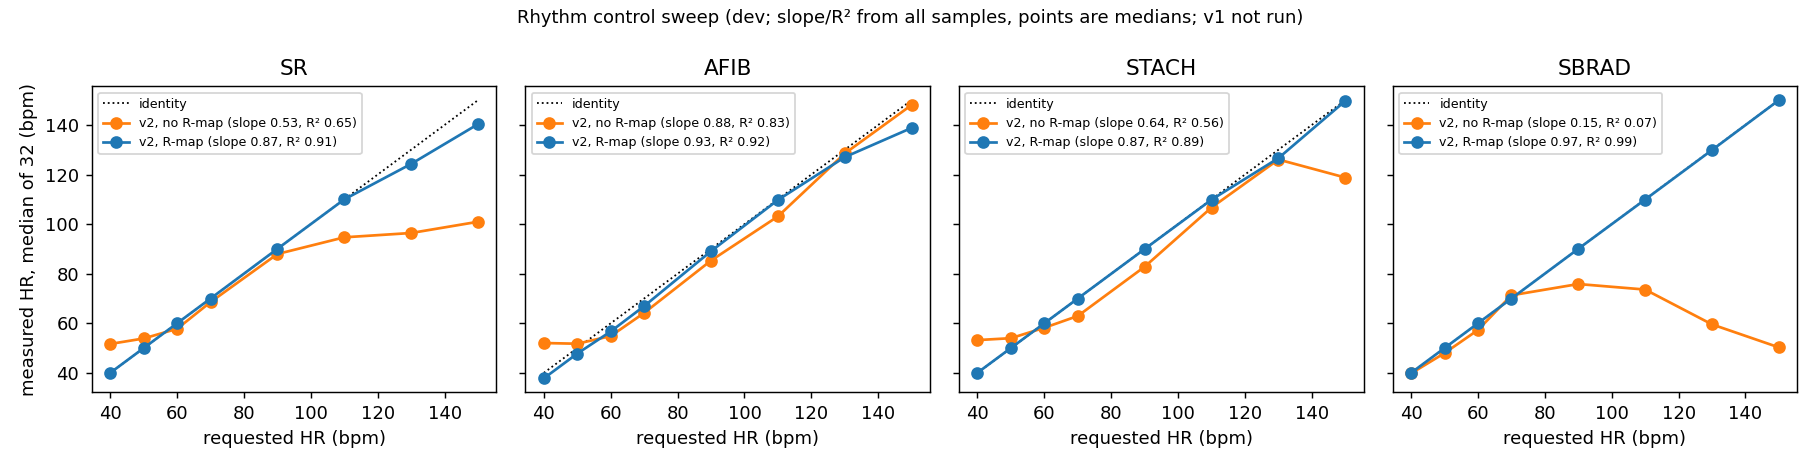 Rhythm control sweep (dev; slope/R² from all samples, points are medians; v1 not run)
SR
identity
v2, no R-map (slope 0.53, R² 0.65)
v2, R-map (slope 0.87, R² 0.91)
measured HR, median of 32 (bpm)
140
120
100
80
60
40
40 60 80 100 120 140
requested HR (bpm)
AFIB
identity
v2, no R-map (slope 0.88, R² 0.83)
v2, R-map (slope 0.93, R² 0.92)
40 60 80 100 120 140
requested HR (bpm)
STACH
identity
v2, no R-map (slope 0.64, R² 0.56)
v2, R-map (slope 0.87, R² 0.89)
40 60 80 100 120 140
requested HR (bpm)
SBRAD
identity
v2, no R-map (slope 0.15, R² 0.07)
v2, R-map (slope 0.97, R² 0.99)
40 60 80 100 120 140
requested HR (bpm)